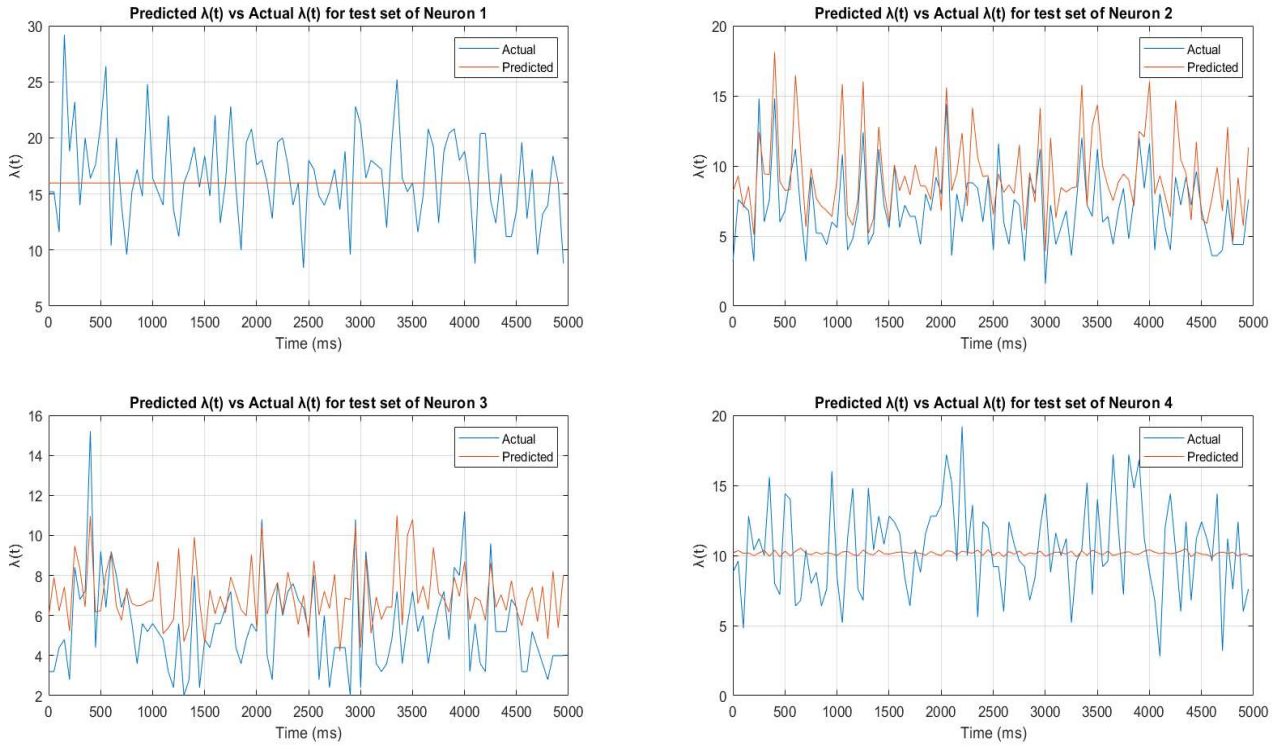 Predicted λ(t) vs Actual λ(t) for test set of Neuron 1
30
25
20
15
10
5
λ(t)
0 500 1000 1500 2000 2500 3000 3500 4000 4500 5000
Time (ms)
Actual
Predicted
Predicted λ(t) vs Actual λ(t) for test set of Neuron 2
20
15
10
5
0
λ(t)
0 500 1000 1500 2000 2500 3000 3500 4000 4500 5000
Time (ms)
Actual
Predicted
Predicted λ(t) vs Actual λ(t) for test set of Neuron 3
16
14
12
10
8
6
4
2
λ(t)
0 500 1000 1500 2000 2500 3000 3500 4000 4500 5000
Time (ms)
Actual
Predicted
Predicted λ(t) vs Actual λ(t) for test set of Neuron 4
20
15
10
5
0
λ(t)
0 500 1000 1500 2000 2500 3000 3500 4000 4500 5000
Time (ms)
Actual
Predicted